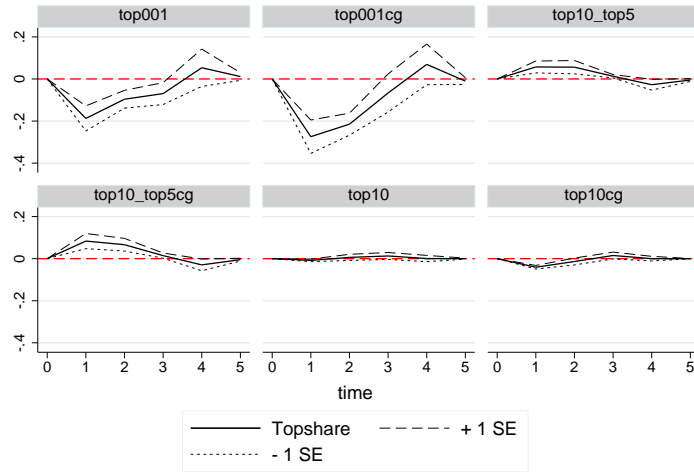 top001 top001cg top10_top5
.2
0
-.2
-.4
top10_top5cg top10 top10cg
.2
0
-.2
-.4
0 1 2 3 4 5 0 1 2 3 4 5 0 1 2 3 4 5
time
Topshare + 1 SE
- 1 SE